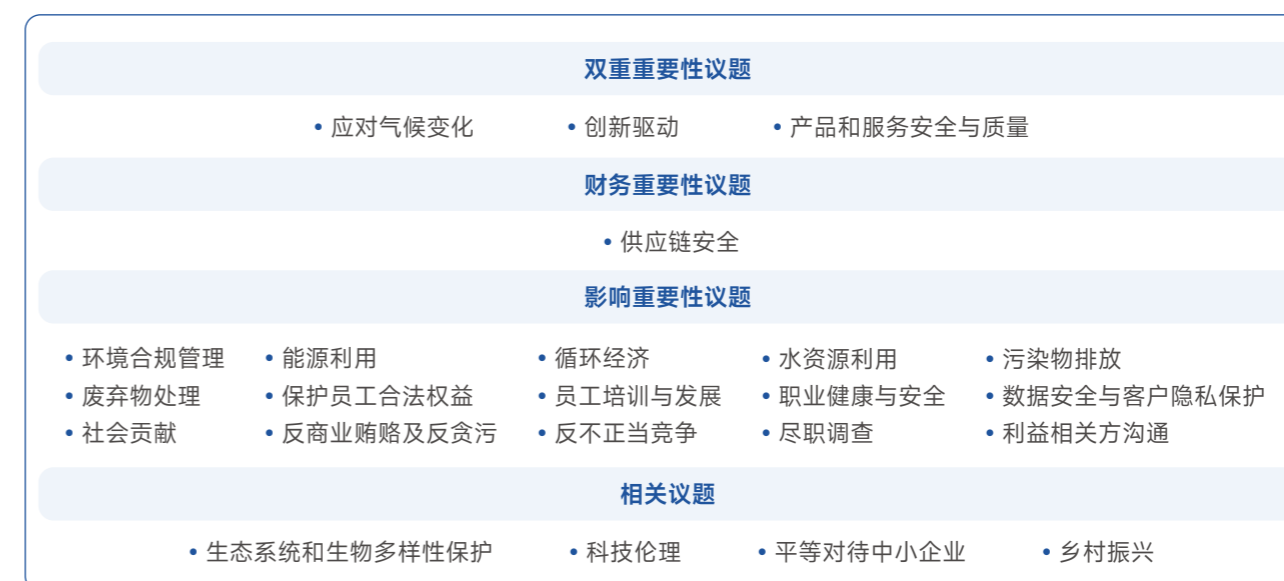 双重重要性议题
• 应对气候变化 • 创新驱动 • 产品和服务安全与质量
财务重要性议题
• 供应链安全
影响重要性议题
• 环境合规管理 • 能源利用 • 循环经济 • 水资源利用 • 污染物排放
• 废弃物处理 • 保护员工合法权益 • 员工培训与发展 • 职业健康与安全 • 数据安全与客户隐私保护
• 社会贡献 • 反商业贿赂及反贪污 • 反不正当竞争 • 尽职调查 • 利益相关方沟通
相关议题
• 生态系统和生物多样性保护 • 科技伦理 • 平等对待中小企业 • 乡村振兴